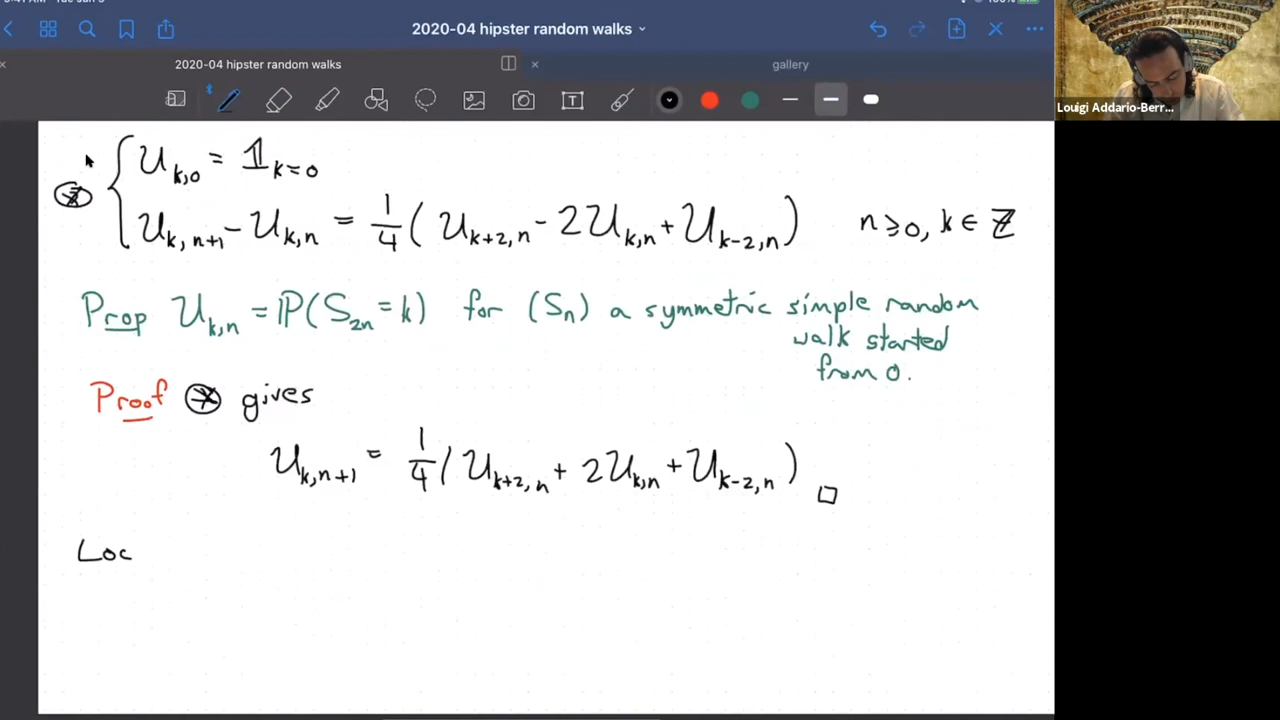 2020-04 hipster random walks
2020-04 hipster random walks
gallery
T
Louigi Addario-Berr...
⊛ { U_{k,0} = 𝟙_{k=0}
U_{k,n+1} - U_{k,n} = 1/4 ( U_{k+2,n} - 2U_{k,n} + U_{k-2,n} ) n ≥ 0, k ∈ ℤ
Prop U_{k,n} = ℙ(S_{2n} = k) for (S_n) a symmetric simple random
walk started
from 0.
Proof ⊛ gives
U_{k,n+1} = 1/4 ( U_{k+2,n} + 2U_{k,n} + U_{k-2,n} ) □
Loc